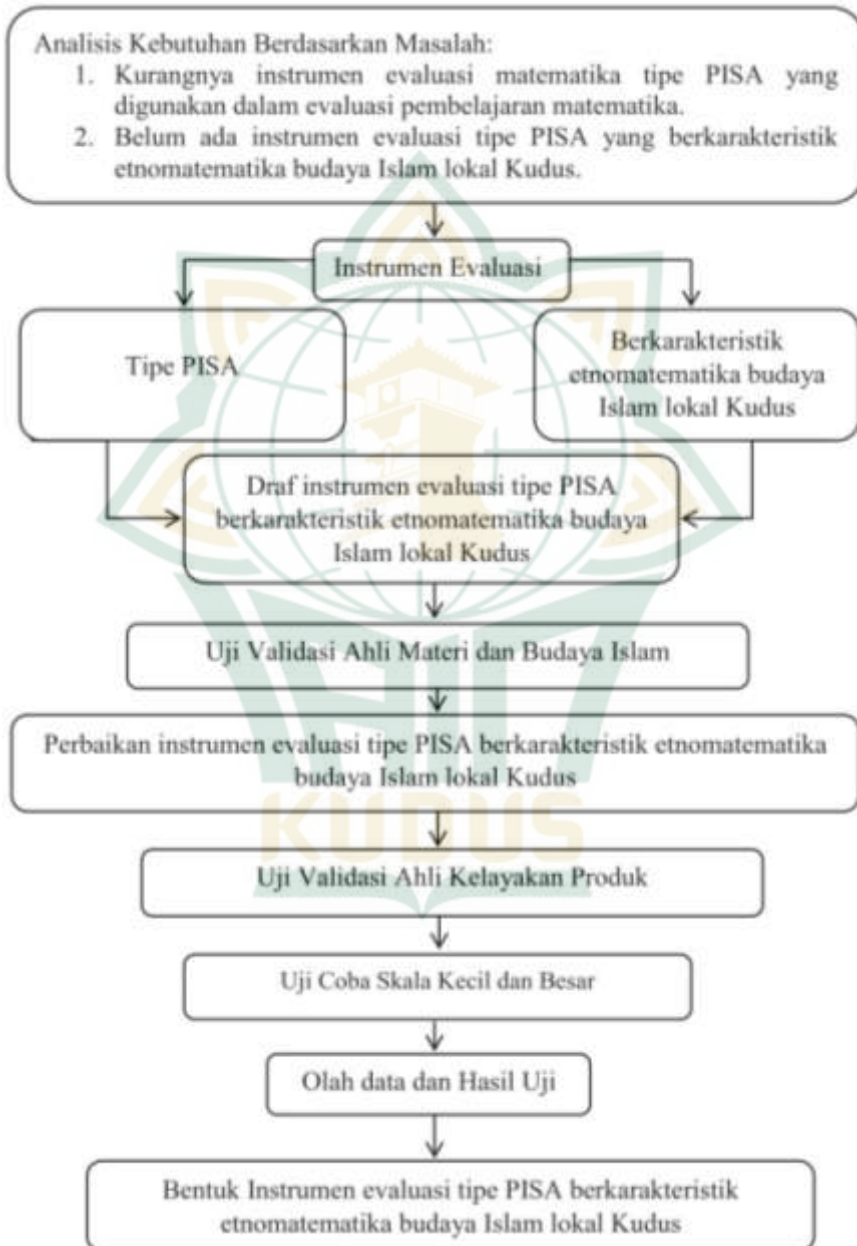 Analisis Kebutuhan Berdasarkan Masalah:
1. Kurangnya instrumen evaluasi matematika tipe PISA yang
digunakan dalam evaluasi pembelajaran matematika.
2. Belum ada instrumen evaluasi tipe PISA yang berkarakteristik
etnomatematika budaya Islam lokal Kudus.
Instrumen Evaluasi
Tipe PISA
Berkarakteristik
etnomatematika budaya
Islam lokal Kudus
Draf instrumen evaluasi tipe PISA
berkarakteristik etnomatematika budaya
Islam lokal Kudus
Uji Validasi Ahli Materi dan Budaya Islam
Perbaikan instrumen evaluasi tipe PISA berkarakteristik etnomatematika
budaya Islam lokal Kudus
KUDUS
Uji Validasi Ahli Kelayakan Produk
Uji Coba Skala Kecil dan Besar
Olah data dan Hasil Uji
Bentuk Instrumen evaluasi tipe PISA berkarakteristik
etnomatematika budaya Islam lokal Kudus